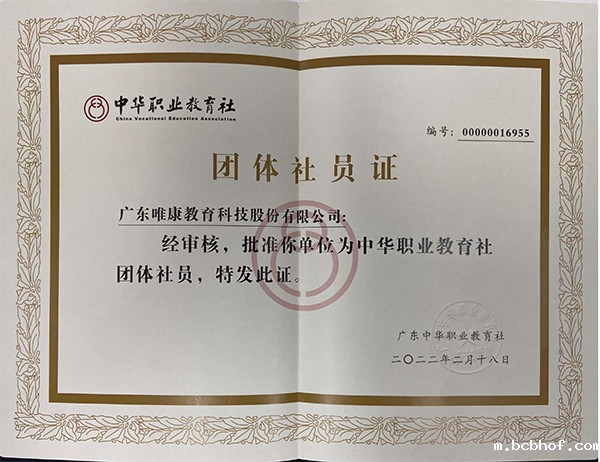 中华职业教育社
China Vocational Education Association
编号：00000016955
团体社员证
广东唯康教育科技股份有限公司：
经审核，批准你单位为中华职业教育社
团体社员，特发此证。
广东中华职业教育社
二〇二二年二月十八日
m.bcbhof.com